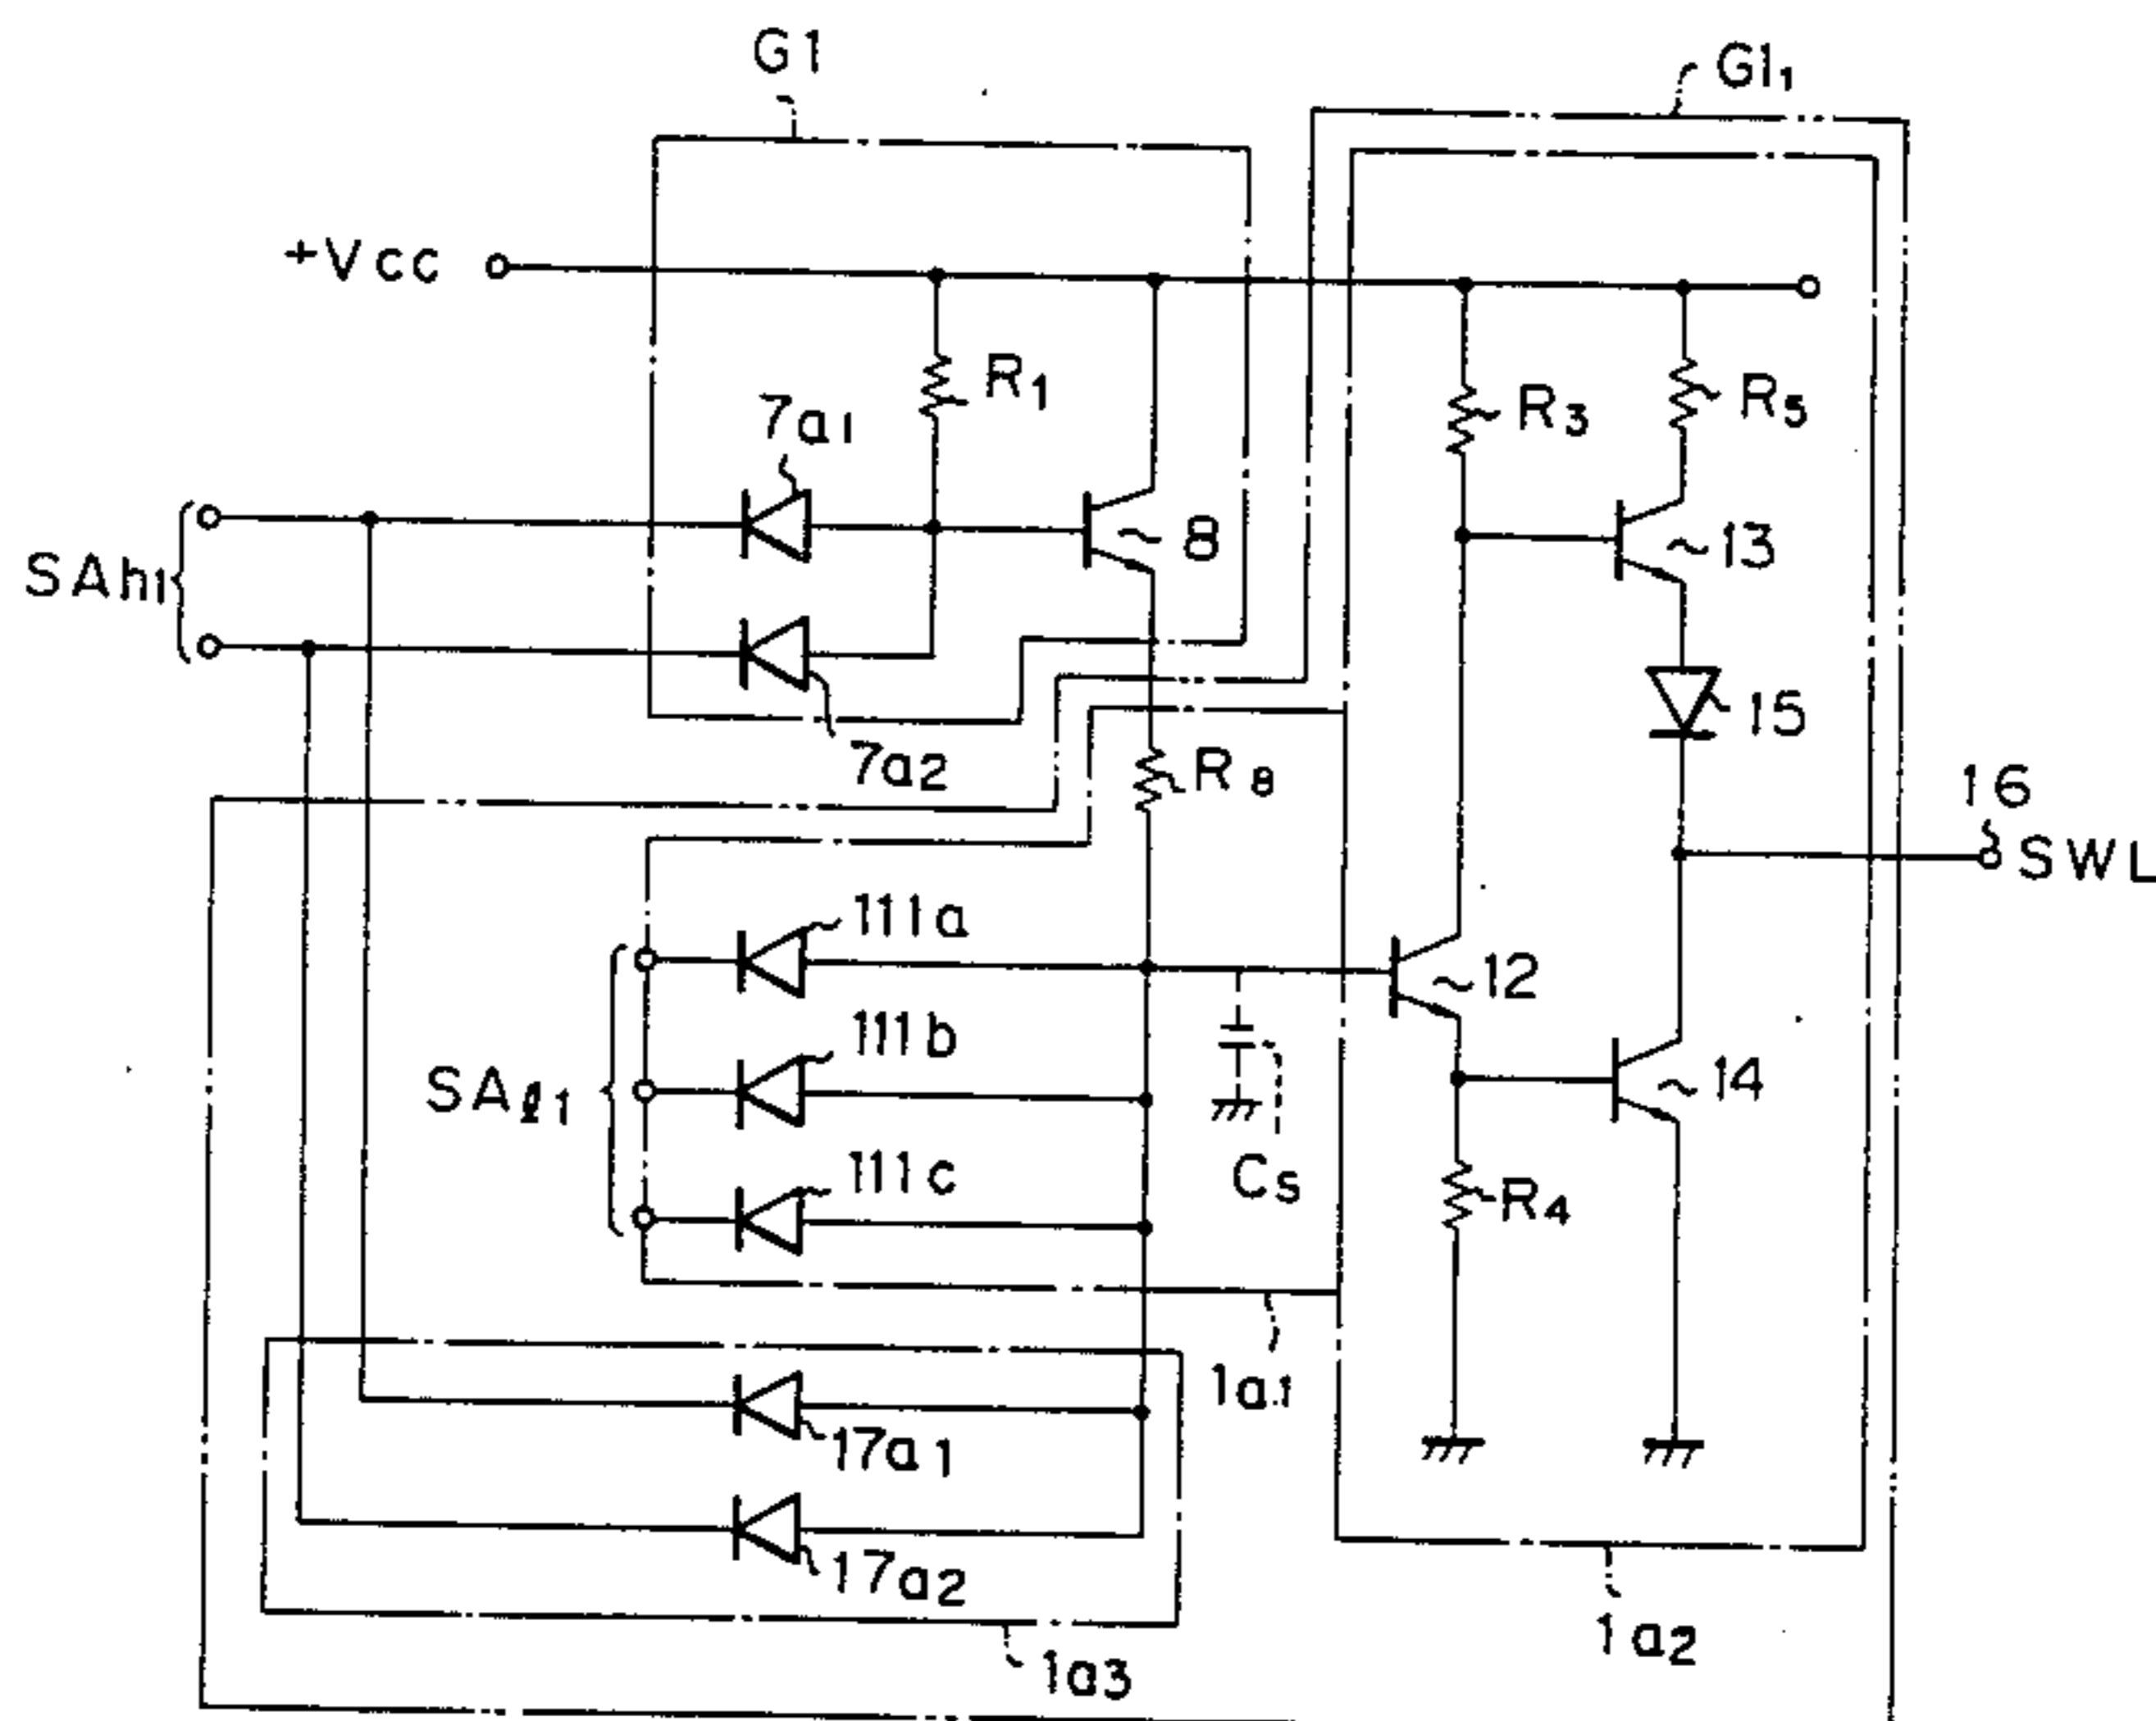 G1
G1₁
+Vcc
R₁
R₃
R₅
7a₁
8
13
SAh₁
7a₂
R₈
15
16
SWL
111a
12
111b
SAℓ₁
14
111c
Cs
R₄
1a₁
17a₁
17a₂
1a₂
1a₃